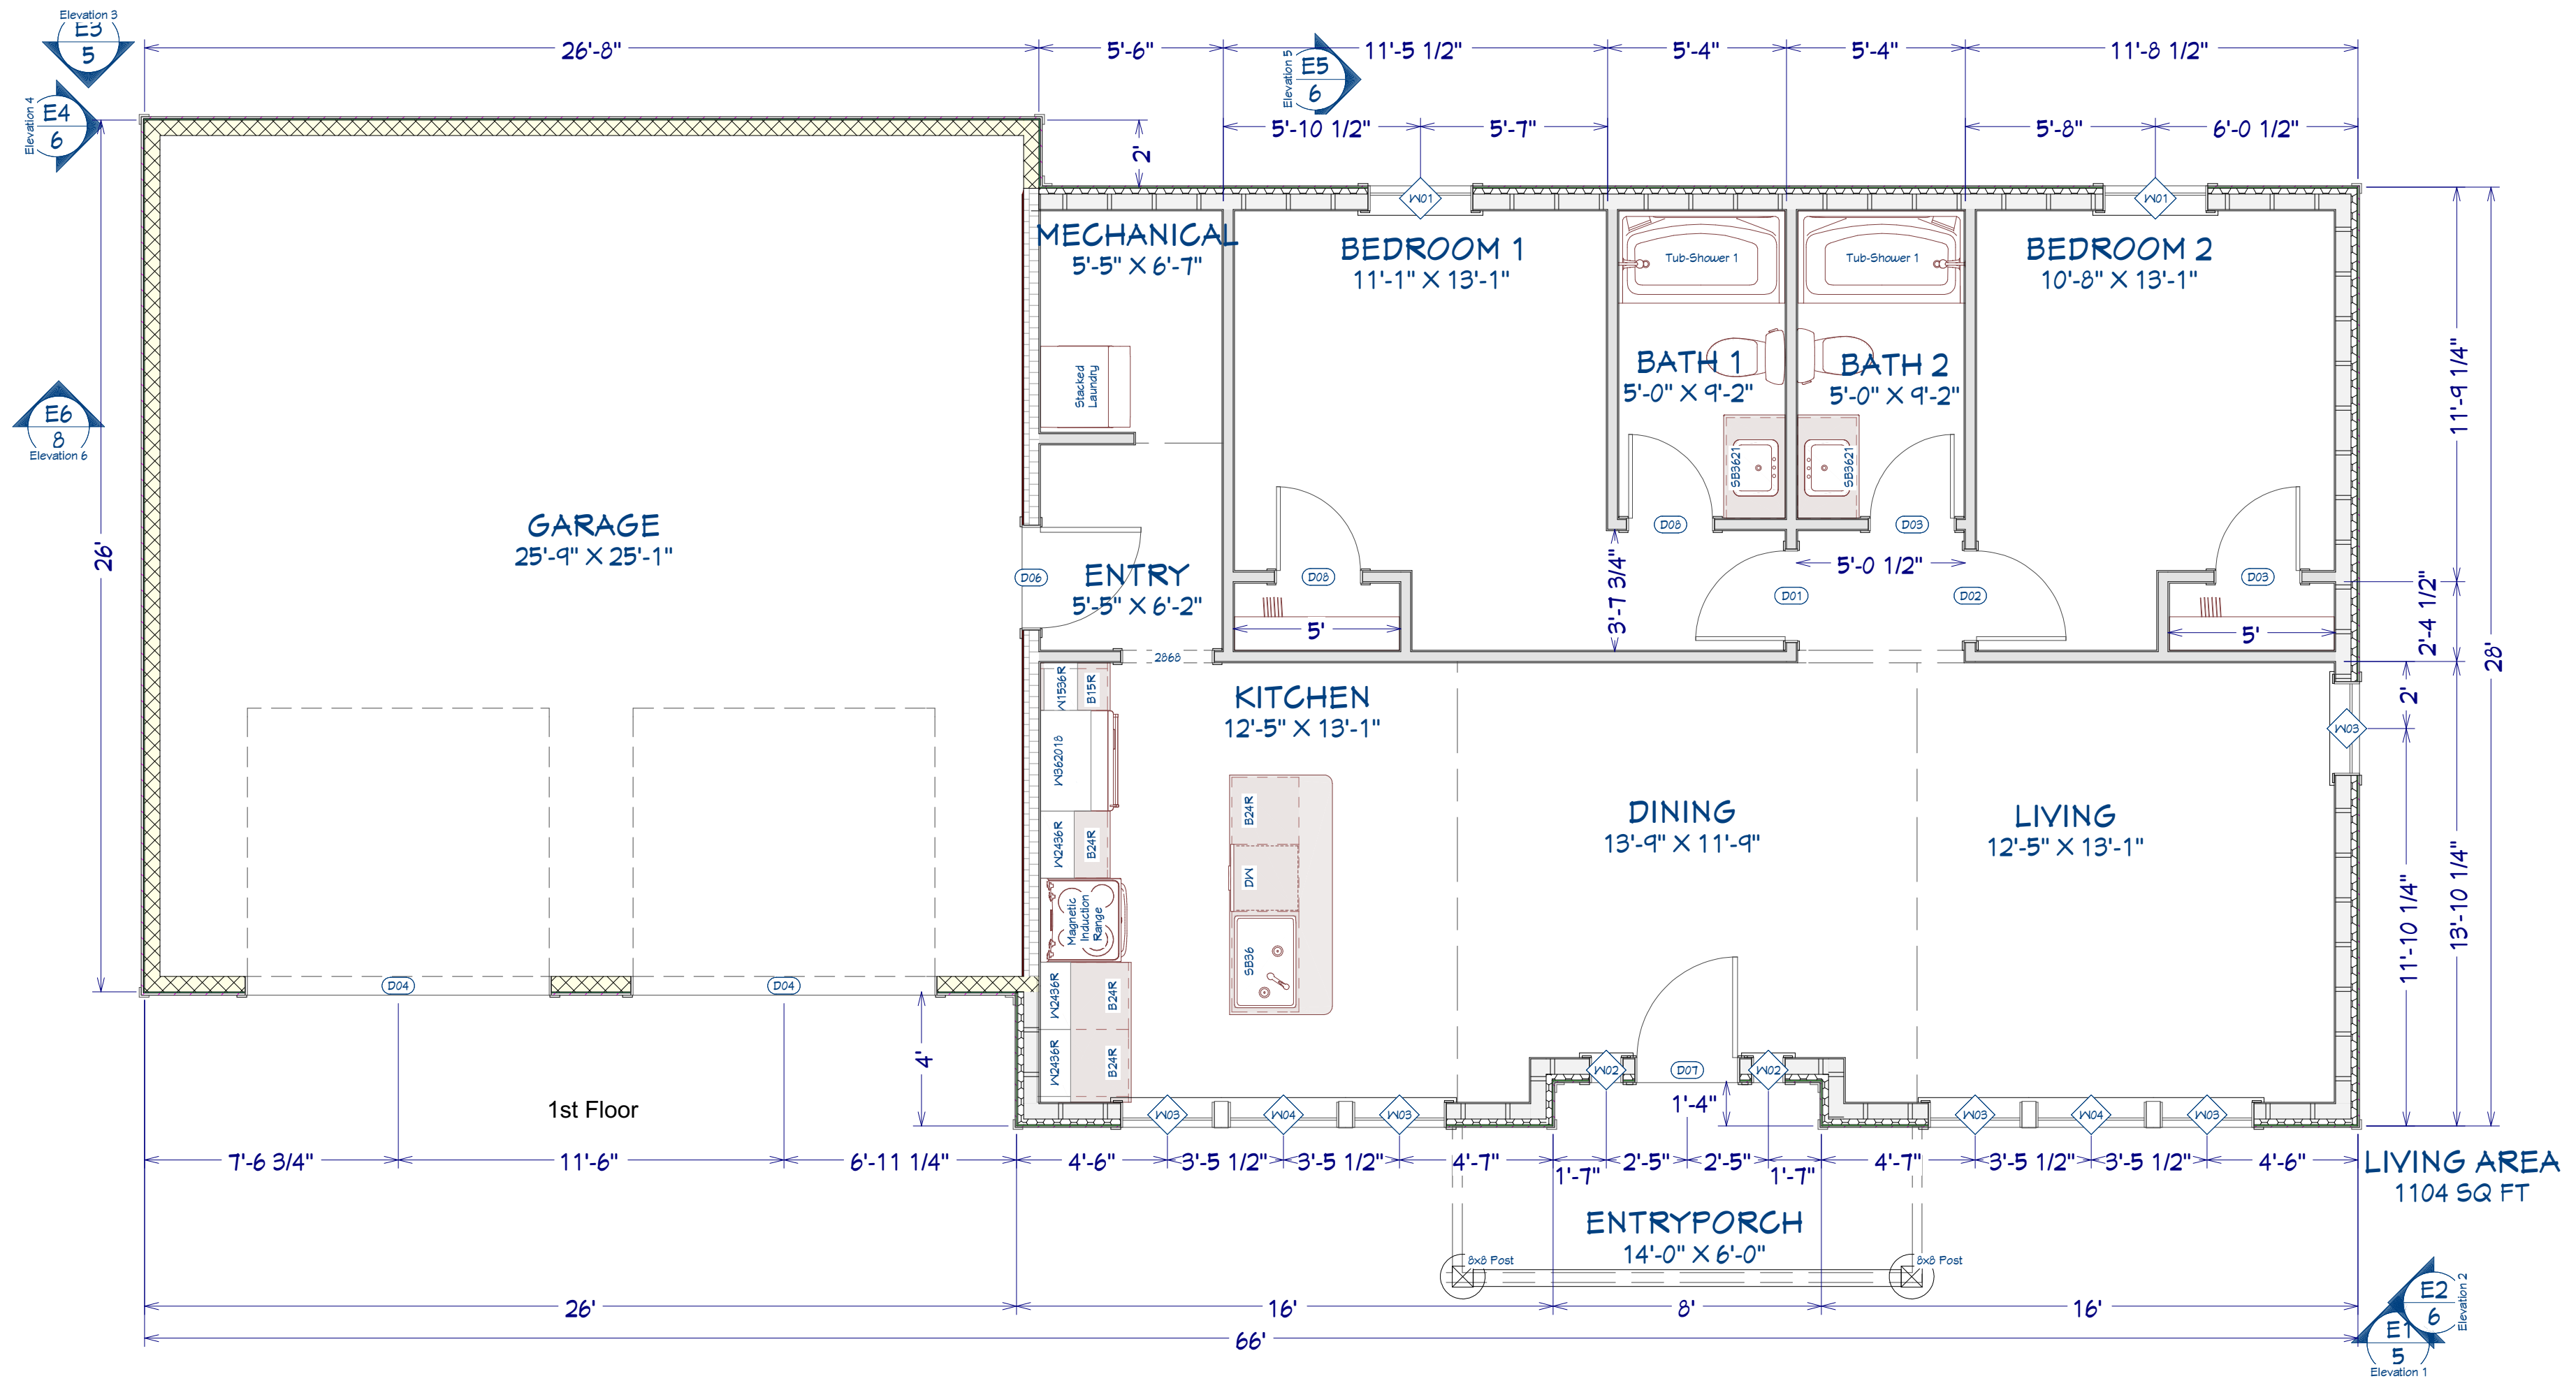 Elevation 3
E3
5
26'-8"
5'-6"
11'-5 1/2"
5'-4"
5'-4"
11'-8 1/2"
Elevation 5
E5
6
Elevation 4
E4
6
2'
5'-10 1/2"
5'-7"
5'-8"
6'-0 1/2"
W01
W01
MECHANICAL
5'-5" X 6'-7"
BEDROOM 1
11'-1" X 13'-1"
Tub-Shower 1
Tub-Shower 1
BEDROOM 2
10'-8" X 13'-1"
Stacked
Laundry
BATH 1
5'-0" X 9'-2"
BATH 2
5'-0" X 9'-2"
11'-9 1/4"
E6
8
Elevation 6
SB3621
SB3621
26'
GARAGE
25'-9" X 25'-1"
D08
D03
D06
ENTRY
5'-5" X 6'-2"
D08
3'-7 3/4"
5'-0 1/2"
D01
D02
D03
5'
5'
2'-4 1/2"
28'
2868
W1536R
B15R
KITCHEN
12'-5" X 13'-1"
2'
W03
W362018
B24R
DINING
13'-9" X 11'-9"
LIVING
12'-5" X 13'-1"
W2436R
B24R
DW
Magnetic
Induction
Range
SB36
11'-10 1/4"
13'-10 1/4"
D04
D04
W2436R
B24R
4'
W2436R
B24R
W02
D07
W02
1'-4"
1st Floor
W03
W04
W03
W03
W04
W03
7'-6 3/4"
11'-6"
6'-11 1/4"
4'-6"
3'-5 1/2"
3'-5 1/2"
4'-7"
1'-7"
2'-5"
2'-5"
1'-7"
4'-7"
3'-5 1/2"
3'-5 1/2"
4'-6"
LIVING AREA
1104 SQ FT
ENTRYPORCH
14'-0" X 6'-0"
8x8 Post
8x8 Post
26'
16'
8'
16'
E2
6
Elevation 2
66'
E1
5
Elevation 1